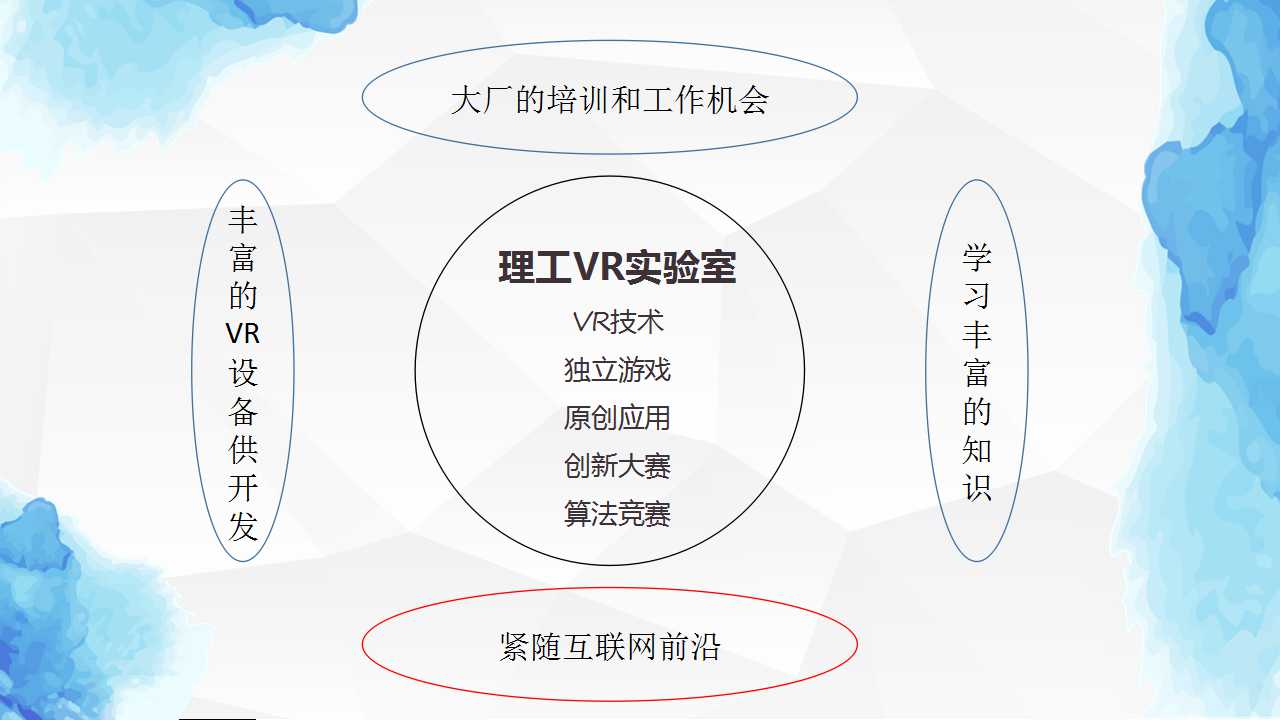 大厂的培训和工作机会
丰富的VR设备供开发
理工VR实验室
VR技术
独立游戏
原创应用
创新大赛
算法竞赛
学习丰富的知识
紧随互联网前沿